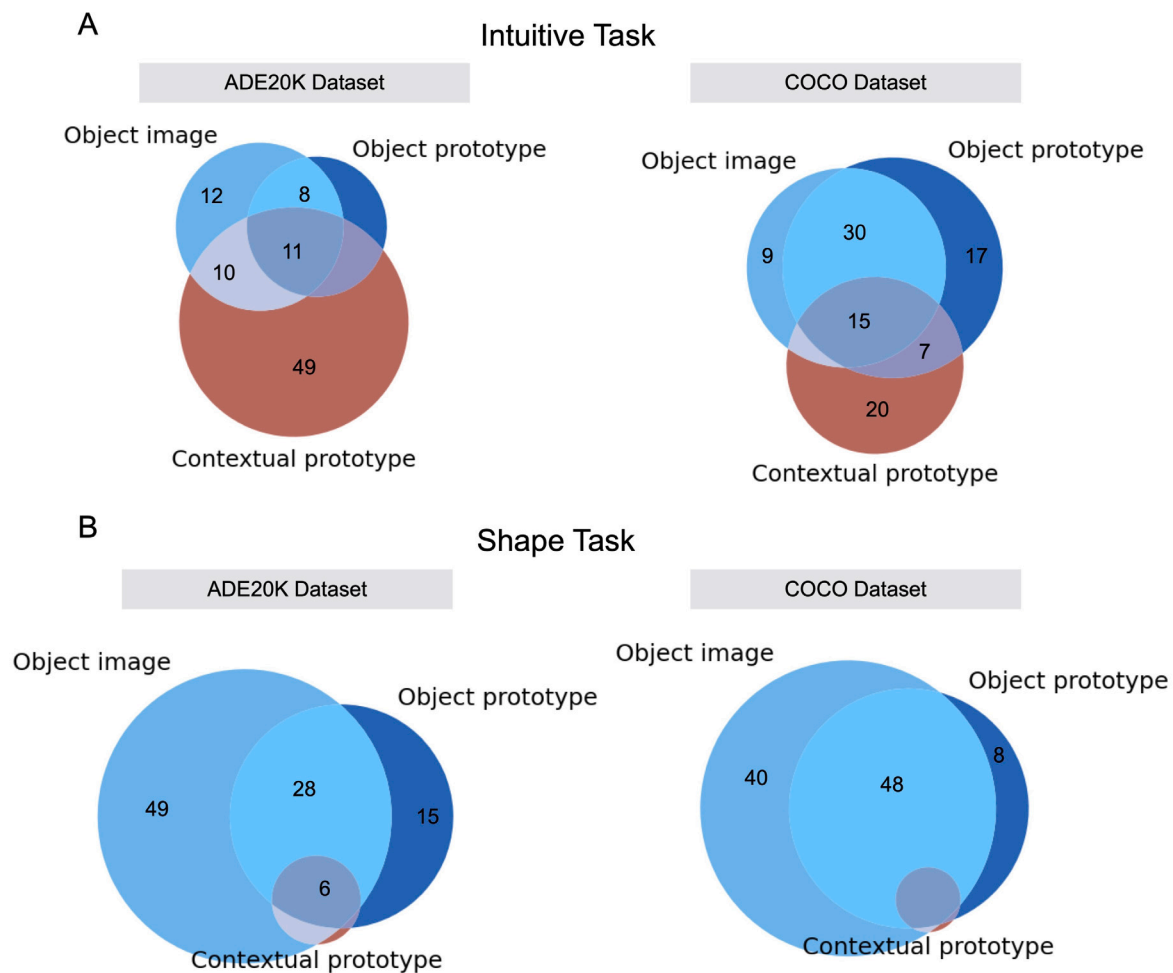 A
Intuitive Task
ADE20K Dataset
COCO Dataset
Object image
Object prototype
12
8
11
10
49
Contextual prototype
Object image
Object prototype
9
30
17
15
7
20
Contextual prototype
B
Shape Task
ADE20K Dataset
COCO Dataset
Object image
Object prototype
49
28
15
6
Contextual prototype
Object image
Object prototype
40
48
8
Contextual prototype